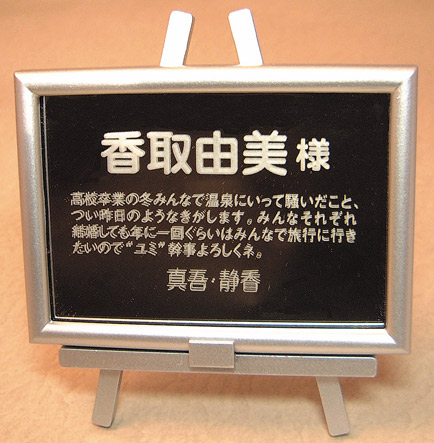 香取由美様
高校卒業の冬みんなで温泉にいって騒いだこと、
つい昨日のようなきがします。みんなそれぞれ
結婚しても年に一回ぐらいはみんなで旅行に行き
たいので“ユミ”幹事よろしくネ。
真吾・静香